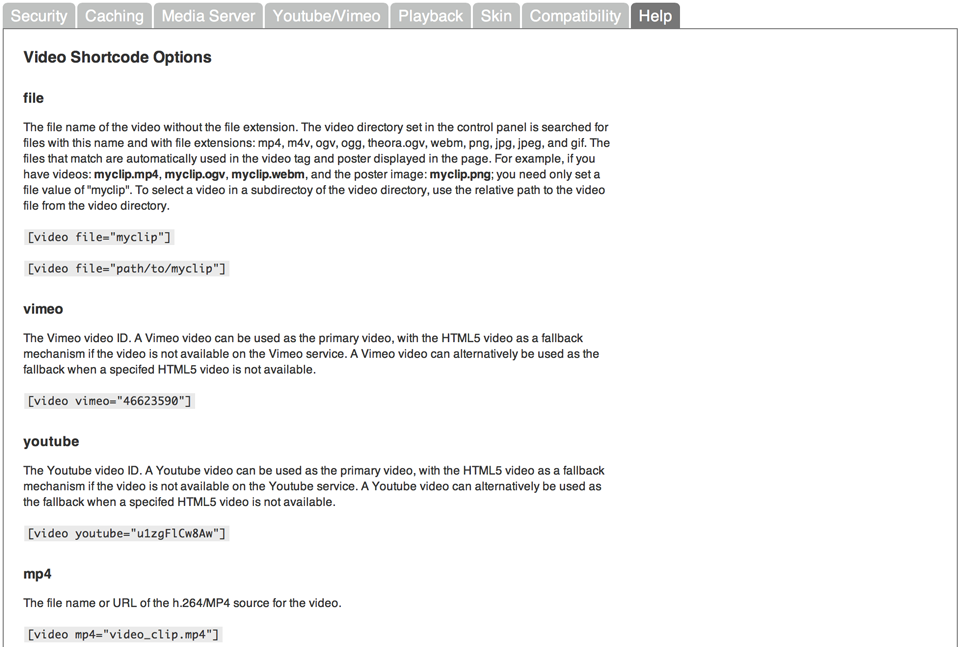 Security Caching Media Server Youtube/Vimeo Playback Skin Compatibility Help
Video Shortcode Options
file
The file name of the video without the file extension. The video directory set in the control panel is searched for
files with this name and with file extensions: mp4, m4v, ogv, ogg, theora.ogv, webm, png, jpg, jpeg, and gif. The
files that match are automatically used in the video tag and poster displayed in the page. For example, if you
have videos: myclip.mp4, myclip.ogv, myclip.webm, and the poster image: myclip.png; you need only set a
file value of "myclip". To select a video in a subdirectoy of the video directory, use the relative path to the video
file from the video directory.
[video file="myclip"]
[video file="path/to/myclip"]
vimeo
The Vimeo video ID. A Vimeo video can be used as the primary video, with the HTML5 video as a fallback
mechanism if the video is not available on the Vimeo service. A Vimeo video can alternatively be used as the
fallback when a specifed HTML5 video is not available.
[video vimeo="46623590"]
youtube
The Youtube video ID. A Youtube video can be used as the primary video, with the HTML5 video as a fallback
mechanism if the video is not available on the Youtube service. A Youtube video can alternatively be used as
the fallback when a specifed HTML5 video is not available.
[video youtube="u1zgFlCw8Aw"]
mp4
The file name or URL of the h.264/MP4 source for the video.
[video mp4="video_clip.mp4"]